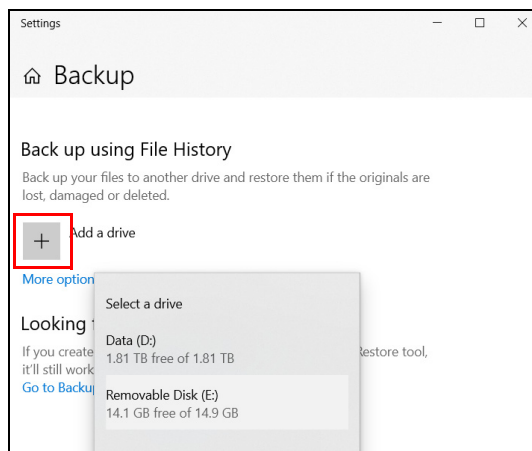 Settings
Backup
Back up using File History
Back up your files to another drive and restore them if the originals are
lost, damaged or deleted.
Add a drive
More option
Select a drive
Looking
Data (D:)
If you create
Restore tool,
1.81 TB free of 1.81 TB
it'll still work
Go to Backu
Removable Disk (E:)
14.1 GB free of 14.9 GB